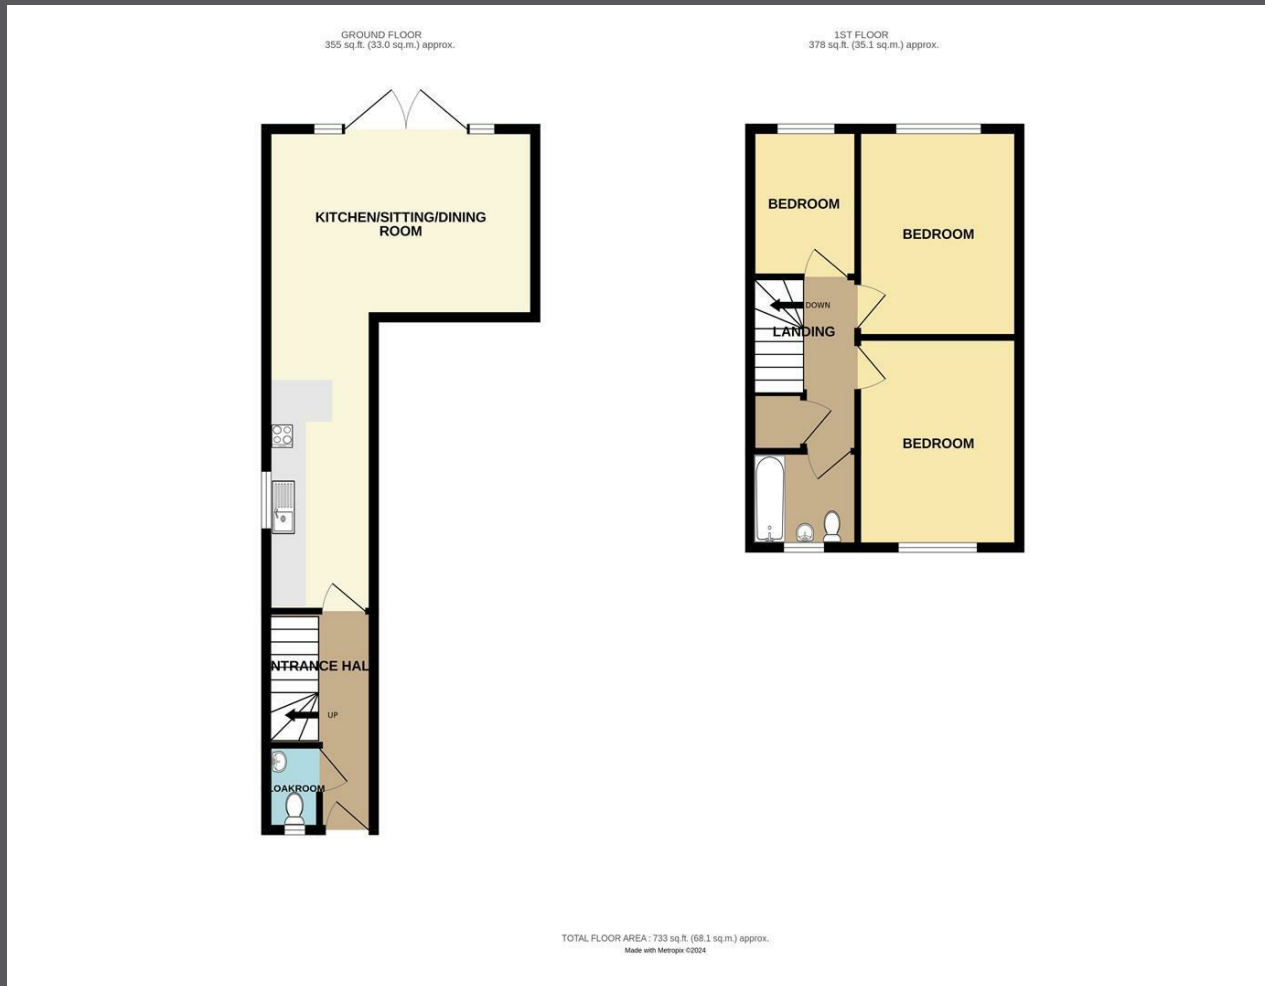 GROUND FLOOR
355 sq.ft. (33.0 sq.m.) approx.
KITCHEN/SITTING/DINING
ROOM
NTRANCE HAL
UP
LOAKROOM
1ST FLOOR
378 sq.ft. (35.1 sq.m.) approx.
BEDROOM
BEDROOM
DOWN
LANDING
BEDROOM
TOTAL FLOOR AREA : 733 sq.ft. (68.1 sq.m.) approx.
Made with Metropix ©2024